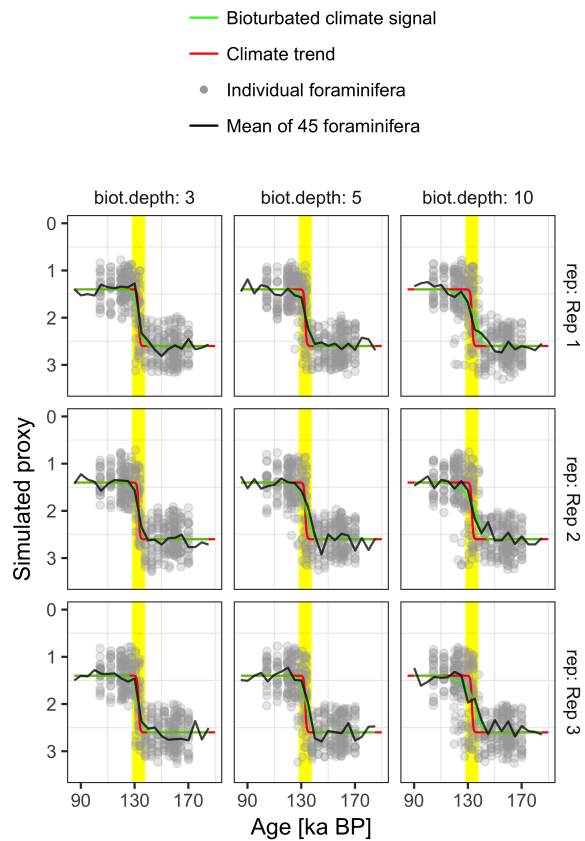 Bioturbated climate signal
Climate trend
Individual foraminifera
Mean of 45 foraminifera
biot.depth: 3 biot.depth: 5 biot.depth: 10
0
1
2
3
rep: Rep 1
0
1
2
3
rep: Rep 2
0
1
2
3
rep: Rep 3
Simulated proxy
90 130 170 90 130 170 90 130 170
Age [ka BP]